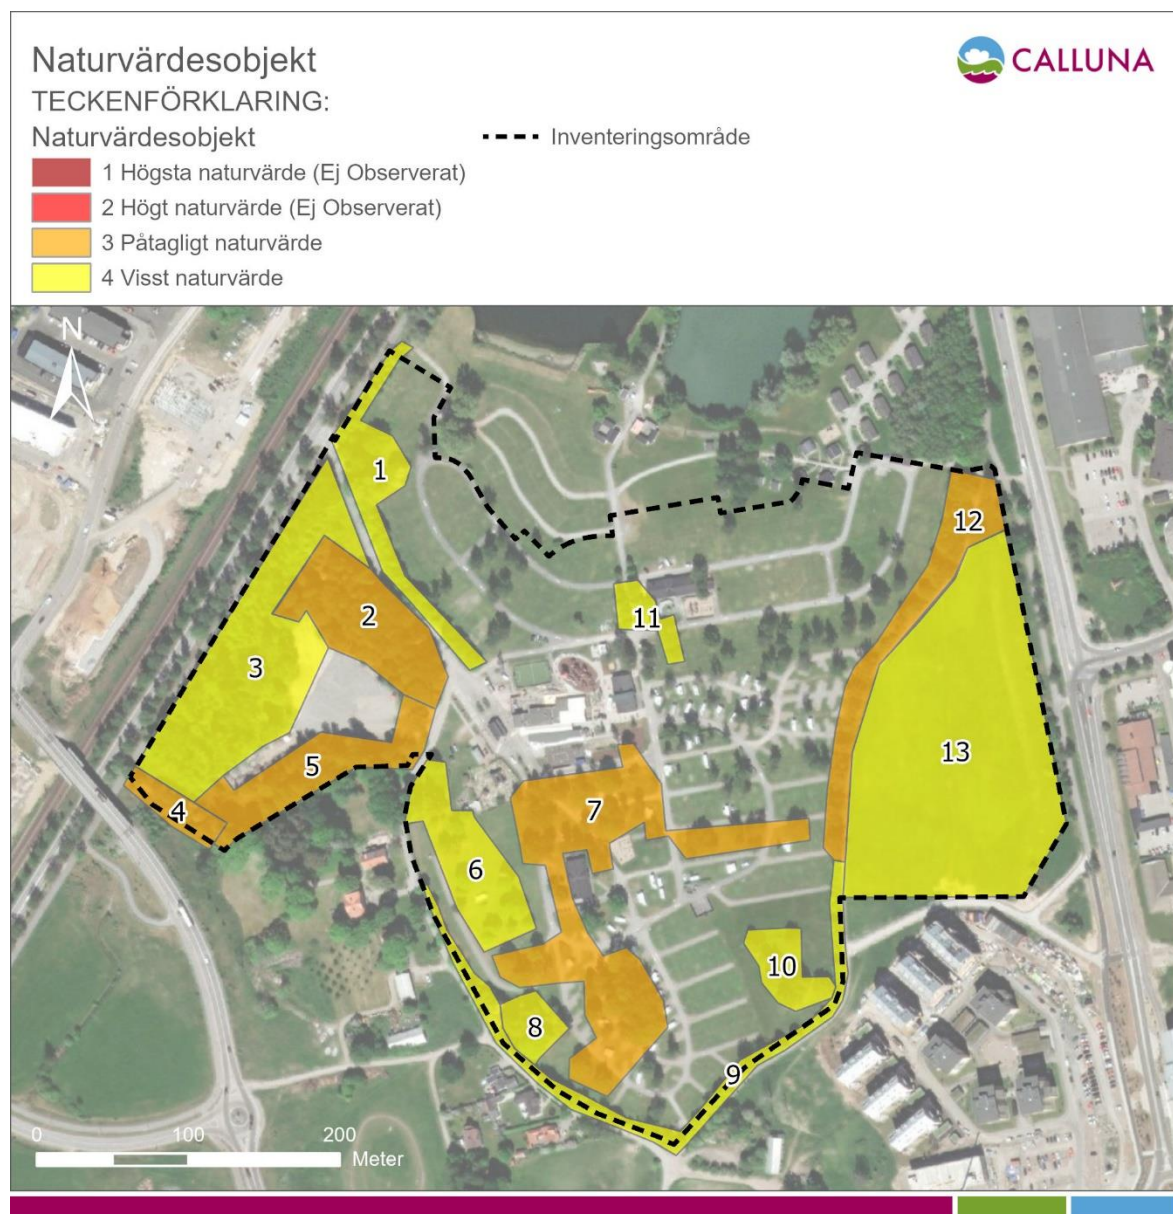 Naturvärdesobjekt
CALLUNA
TECKENFÖRKLARING:
Naturvärdesobjekt
Inventeringsområde
1 Högsta naturvärde (Ej Observerat)
2 Högt naturvärde (Ej Observerat)
3 Påtagligt naturvärde
4 Visst naturvärde
N
1
12
2
11
3
13
5
7
4
6
10
8
9
0 100 200
Meter